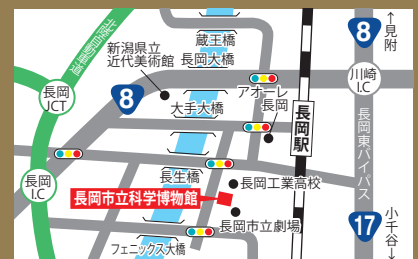 北陸自動車道
蔵王橋
8
↑見附
新潟県立
近代美術館
長岡大橋
アオーレ
長岡
川崎
I.C
長岡
JCT
8
大手大橋
長岡駅
長岡東バイパス
長生橋
長岡工業高校
長岡
I.C
長岡市立科学博物館
長岡市立劇場
17
小千谷↓
フェニックス大橋